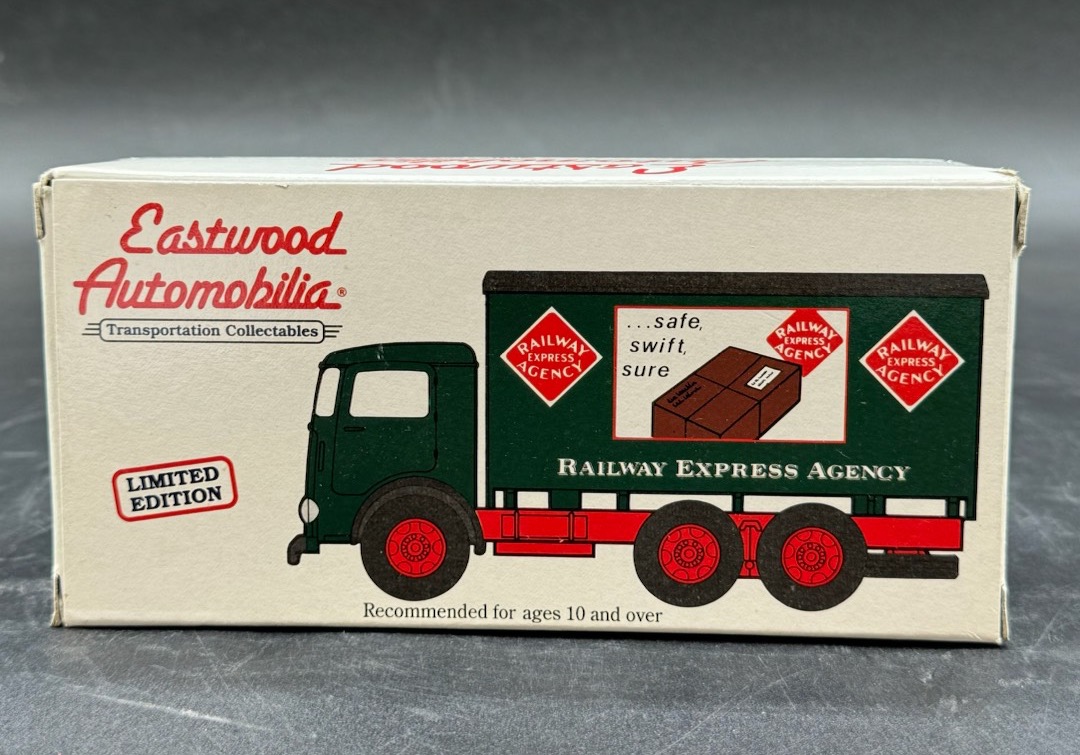 Eastwood
Eastwood
Automobilia®
Transportation Collectables
LIMITED
EDITION
RAILWAY
EXPRESS
AGENCY
...safe,
swift,
sure
RAILWAY
EXPRESS
AGENCY
RAILWAY
EXPRESS
AGENCY
RAILWAY EXPRESS AGENCY
Recommended for ages 10 and over